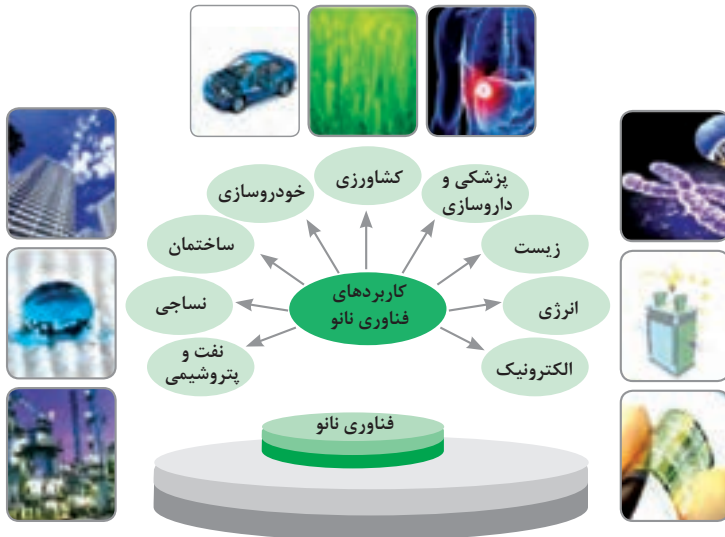 کشاورزی
پزشکی و
داروسازی
خودروسازی
زیست
ساختمان
انرژی
نساجی
الکترونیک
نفت و
پتروشیمی
کاربردهای
فناوری نانو
فناوری نانو